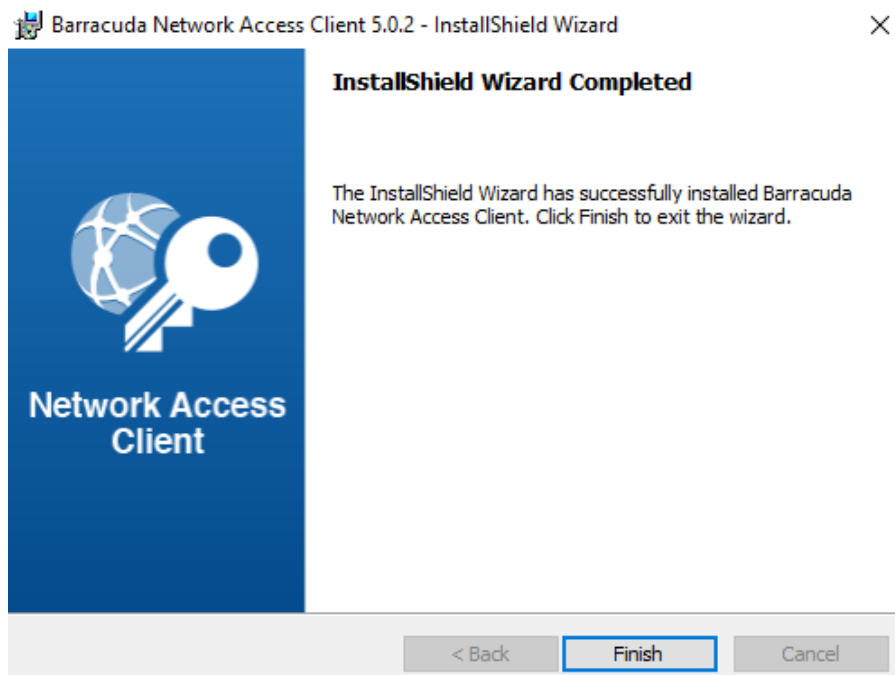 Barracuda Network Access Client 5.0.2 - InstallShield Wizard
InstallShield Wizard Completed
The InstallShield Wizard has successfully installed Barracuda
Network Access Client. Click Finish to exit the wizard.
Network Access
Client
< Back
Finish
Cancel